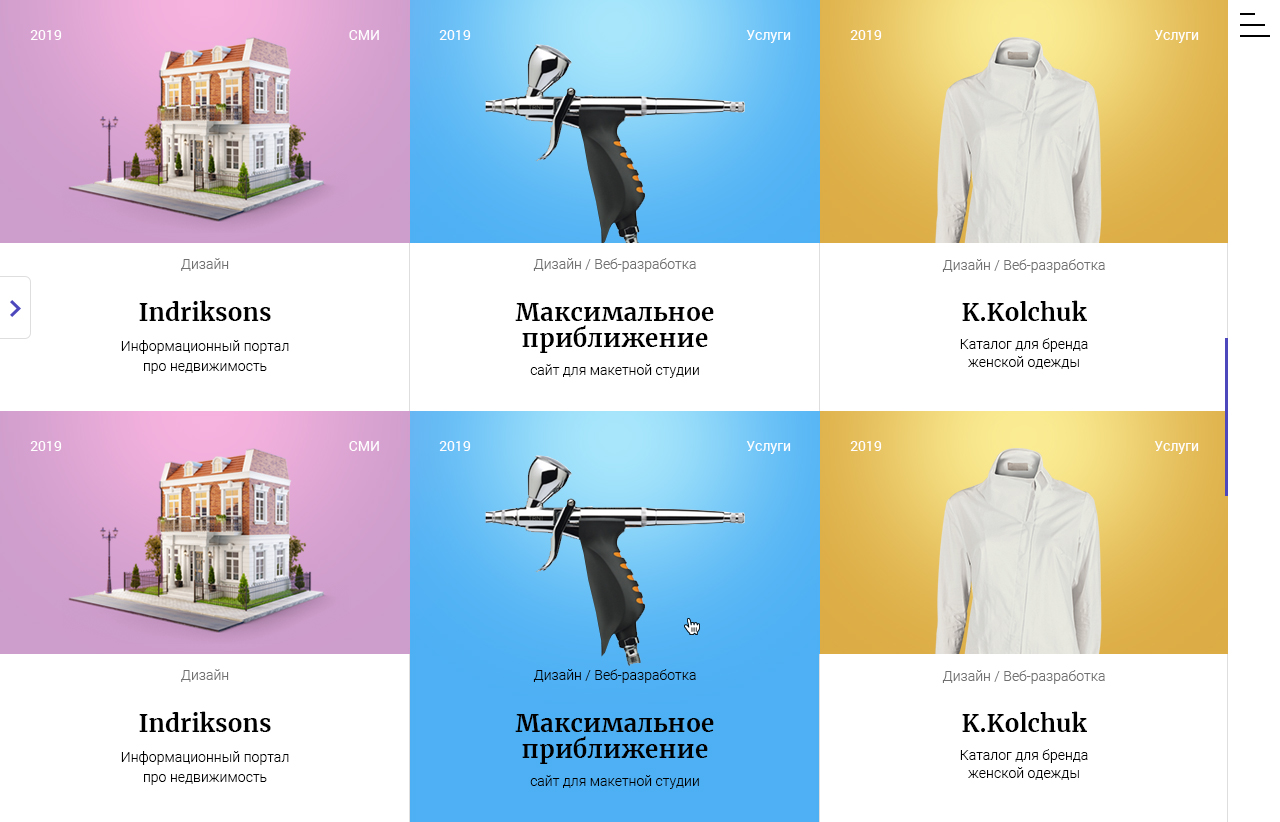 2019
СМИ
Дизайн
Indriksons
Информационный портал
про недвижимость
2019
Услуги
Дизайн / Веб-разработка
Максимальное
приближение
сайт для макетной студии
2019
Услуги
Дизайн / Веб-разработка
K.Kolchuk
Каталог для бренда
женской одежды
2019
СМИ
Дизайн
Indriksons
Информационный портал
про недвижимость
2019
Услуги
Дизайн / Веб-разработка
Максимальное
приближение
сайт для макетной студии
2019
Услуги
Дизайн / Веб-разработка
K.Kolchuk
Каталог для бренда
женской одежды